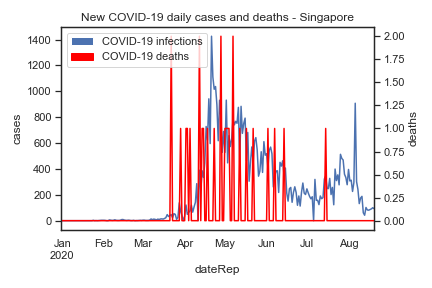 New COVID-19 daily cases and deaths - Singapore
COVID-19 infections
COVID-19 deaths
1400
1200
1000
800
600
400
200
0
cases
2.00
1.75
1.50
1.25
1.00
0.75
0.50
0.25
0.00
deaths
Jan Feb Mar Apr May Jun Jul Aug
2020
dateRep